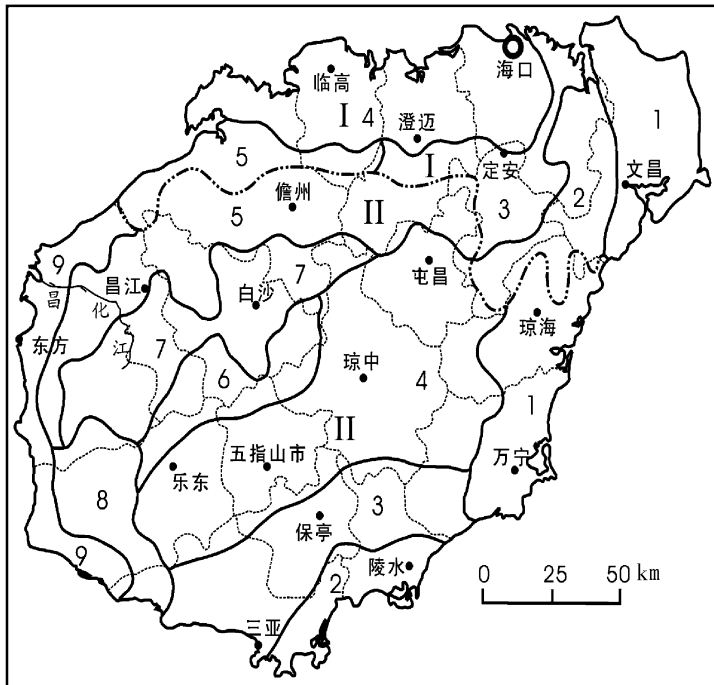 海口
临高
Ⅰ
4
澄迈
1
5
Ⅰ
定安
文昌
儋州
5
Ⅱ
3
2
9
昌江
白沙
7
屯昌
昌
化
江
东方
琼海
7
6
琼中
4
1
Ⅱ
五指山市
乐东
万宁
8
3
保亭
9
2
陵水
三亚
0 25 50 km